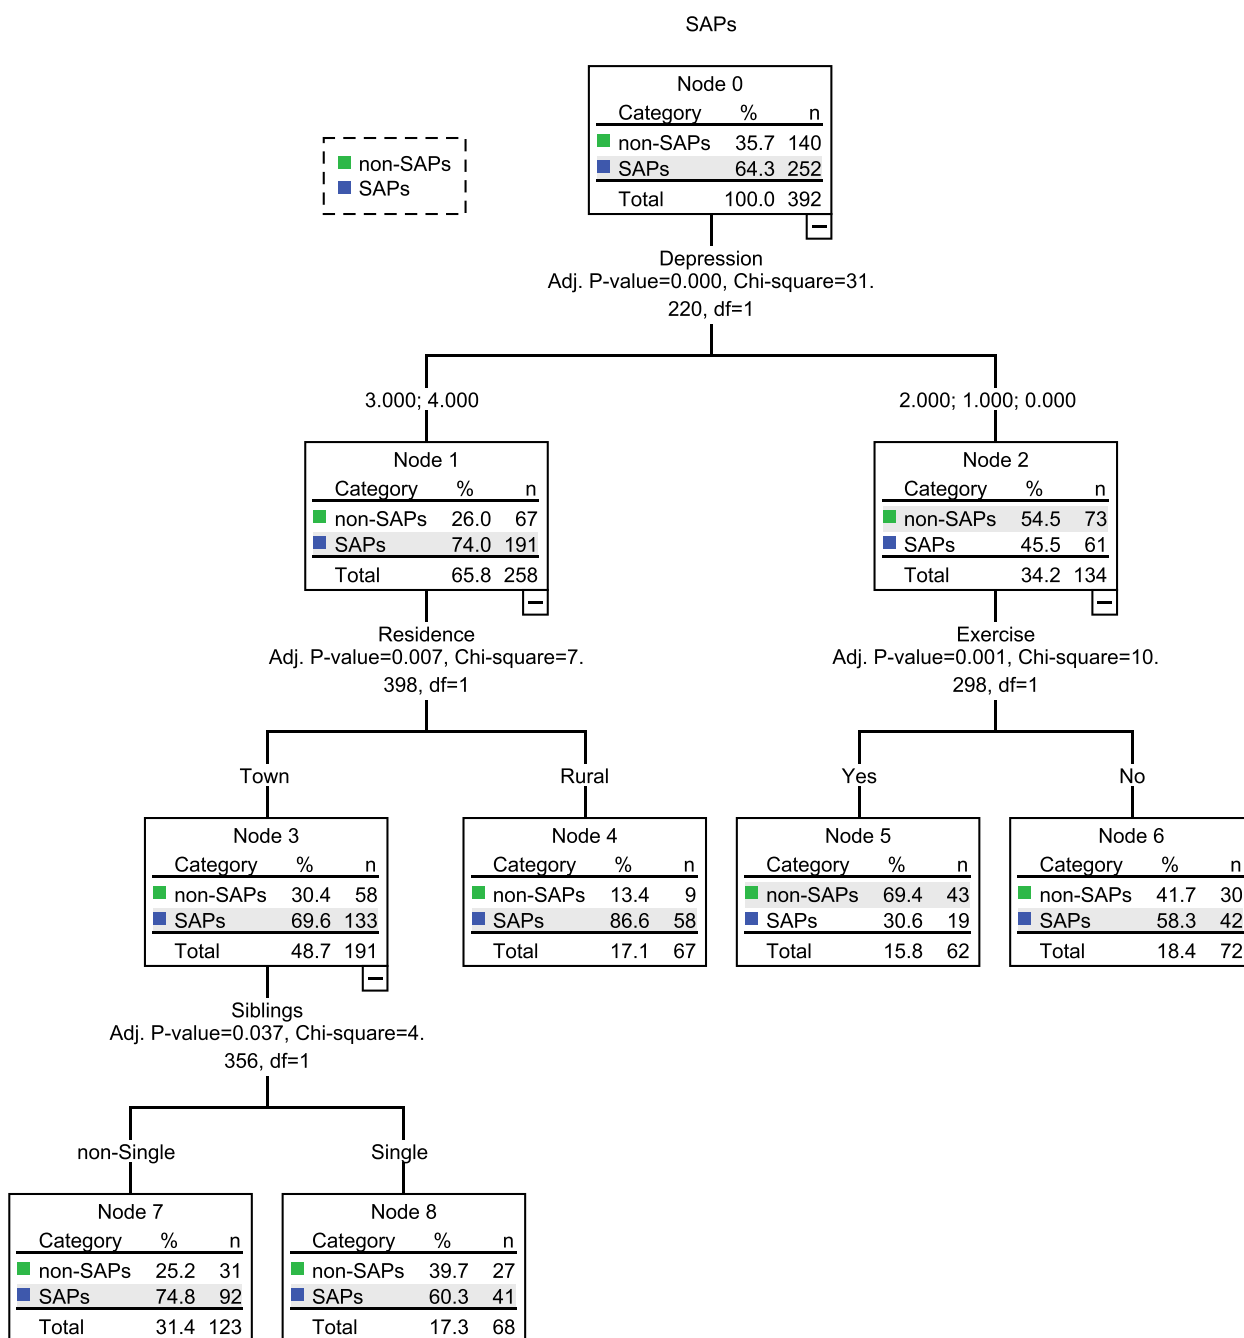 SAPs
Node 0
Category % n
non-SAPs 35.7 140
SAPs 64.3 252
Total 100.0 392
non-SAPs
SAPs
Depression
Adj. P-value=0.000, Chi-square=31.
220, df=1
3.000; 4.000
2.000; 1.000; 0.000
Node 1
Category % n
non-SAPs 26.0 67
SAPs 74.0 191
Total 65.8 258
Node 2
Category % n
non-SAPs 54.5 73
SAPs 45.5 61
Total 34.2 134
Residence
Adj. P-value=0.007, Chi-square=7.
398, df=1
Exercise
Adj. P-value=0.001, Chi-square=10.
298, df=1
Town
Rural
Yes
No
Node 3
Category % n
non-SAPs 30.4 58
SAPs 69.6 133
Total 48.7 191
Node 4
Category % n
non-SAPs 13.4 9
SAPs 86.6 58
Total 17.1 67
Node 5
Category % n
non-SAPs 69.4 43
SAPs 30.6 19
Total 15.8 62
Node 6
Category % n
non-SAPs 41.7 30
SAPs 58.3 42
Total 18.4 72
Siblings
Adj. P-value=0.037, Chi-square=4.
356, df=1
non-Single
Single
Node 7
Category % n
non-SAPs 25.2 31
SAPs 74.8 92
Total 31.4 123
Node 8
Category % n
non-SAPs 39.7 27
SAPs 60.3 41
Total 17.3 68